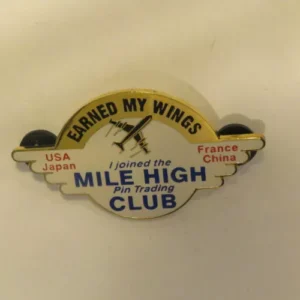 EARNED MY WINGS
USA
Japan
France
China
I joined the
MILE HIGH
Pin Trading
CLUB